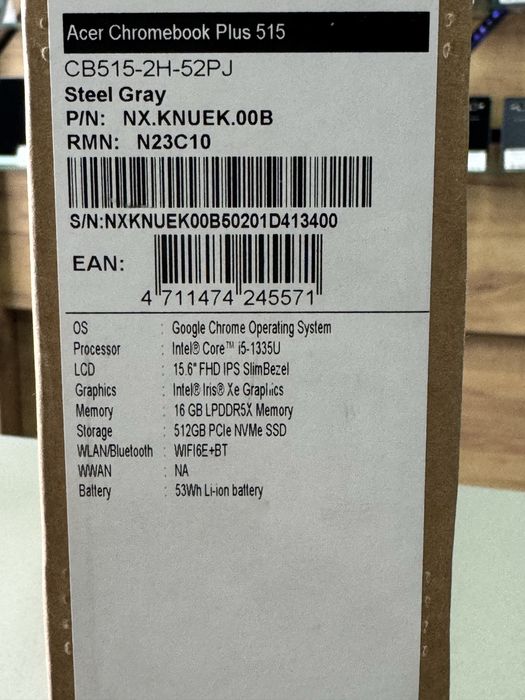 Acer Chromebook Plus 515
CB515-2H-52PJ
Steel Gray
P/N: NX.KNUEK.00B
RMN: N23C10
S/N:NXKNUEK00B50201D413400
EAN:
4 711474 245571
OS : Google Chrome Operating System
Processor : Intel® Core™ i5-1335U
LCD : 15.6" FHD IPS SlimBezel
Graphics : Intel® Iris® Xe Graphics
Memory : 16 GB LPDDR5X Memory
Storage : 512GB PCIe NVMe SSD
WLAN/Bluetooth : WIFI6E+BT
WWAN : NA
Battery : 53Wh Li-ion battery